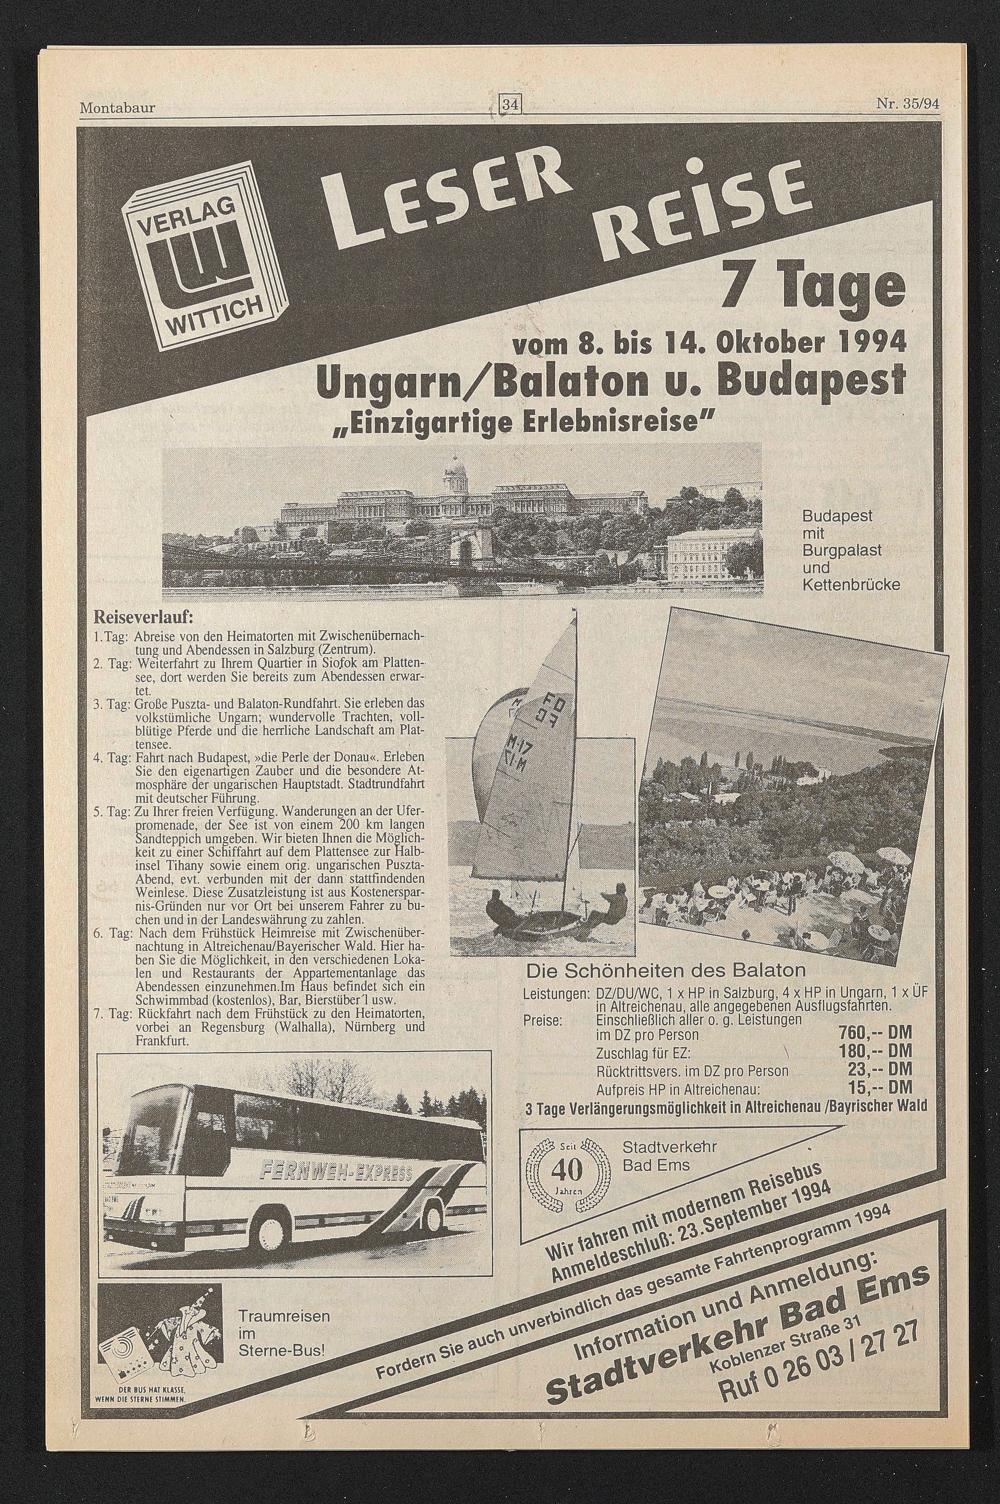 Montabaur
34
Nr. 35/94
VERLAG
WITTICH
LESER
REISE
7 Tage
vom 8. bis 14. Oktober 1994
Ungarn/Balaton u. Budapest
„Einzigartige Erlebnisreise”
Budapest
mit
Burgpalast
und
Kettenbrücke
Reiseverlauf:
1.Tag: Abreise von den Heimatorten mit Zwischenübernach-
tung und Abendessen in Salzburg (Zentrum).
2. Tag: Weiterfahrt zu Ihrem Quartier in Siofok am Platten-
see, dort werden Sie bereits zum Abendessen erwar-
tet.
3. Tag: Große Puszta- und Balaton-Rundfahrt. Sie erleben das
volkstümliche Ungarn; wundervolle Trachten, voll-
blütige Pferde und die herrliche Landschaft am Plat-
tensee.
4. Tag: Fahrt nach Budapest, »die Perle der Donau«. Erleben
Sie den eigenartigen Zauber und die besondere At-
mosphäre der ungarischen Hauptstadt. Stadtrundfahrt
mit deutscher Führung.
5. Tag: Zu Ihrer freien Verfügung. Wanderungen an der Ufer-
promenade, der See ist von einem 200 km langen
Sandteppich umgeben. Wir bieten Ihnen die Möglich-
keit zu einer Schiffahrt auf dem Plattensee zur Halb-
insel Tihany sowie einem orig. ungarischen Puszta-
Abend, evt. verbunden mit der dann stattfindenden
Weinlese. Diese Zusatzleistung ist aus Kostenerspar-
nis-Gründen nur vor Ort bei unserem Fahrer zu bu-
chen und in der Landeswährung zu zahlen.
6. Tag: Nach dem Frühstück Heimreise mit Zwischenüber-
nachtung in Altreichenau/Bayerischer Wald. Hier ha-
ben Sie die Möglichkeit, in den verschiedenen Loka-
len und Restaurants der Appartementanlage das
Abendessen einzunehmen.Im Haus befindet sich ein
Schwimmbad (kostenlos), Bar, Bierstüber'l usw.
7. Tag: Rückfahrt nach dem Frühstück zu den Heimatorten,
vorbei an Regensburg (Walhalla), Nürnberg und
Frankfurt.
FD
M-17
Die Schönheiten des Balaton
Leistungen: DZ/DU/WC, 1 x HP in Salzburg, 4 x HP in Ungarn, 1 x ÜF
in Altreichenau, alle angegebenen Ausflugsfahrten.
Preise: Einschließlich aller o. g. Leistungen
im DZ pro Person 760,-- DM
Zuschlag für EZ: 180,-- DM
Rücktrittsvers. im DZ pro Person 23,-- DM
Aufpreis HP in Altreichenau: 15,-- DM
3 Tage Verlängerungsmöglichkeit in Altreichenau /Bayrischer Wald
FERNWEH-EXPRESS
Seit
40
Jahren
Stadtverkehr
Bad Ems
Wir fahren mit modernem Reisebus
Anmeldeschluß: 23.September 1994
Fordern Sie auch unverbindlich das gesamte Fahrtenprogramm 1994
Information und Anmeldung:
Stadtverkehr Bad Ems
Koblenzer Straße 31
Ruf 0 26 03 / 27 27
Traumreisen
im
Sterne-Bus!
DER BUS HAT KLASSE,
WENN DIE STERNE STIMMEN.